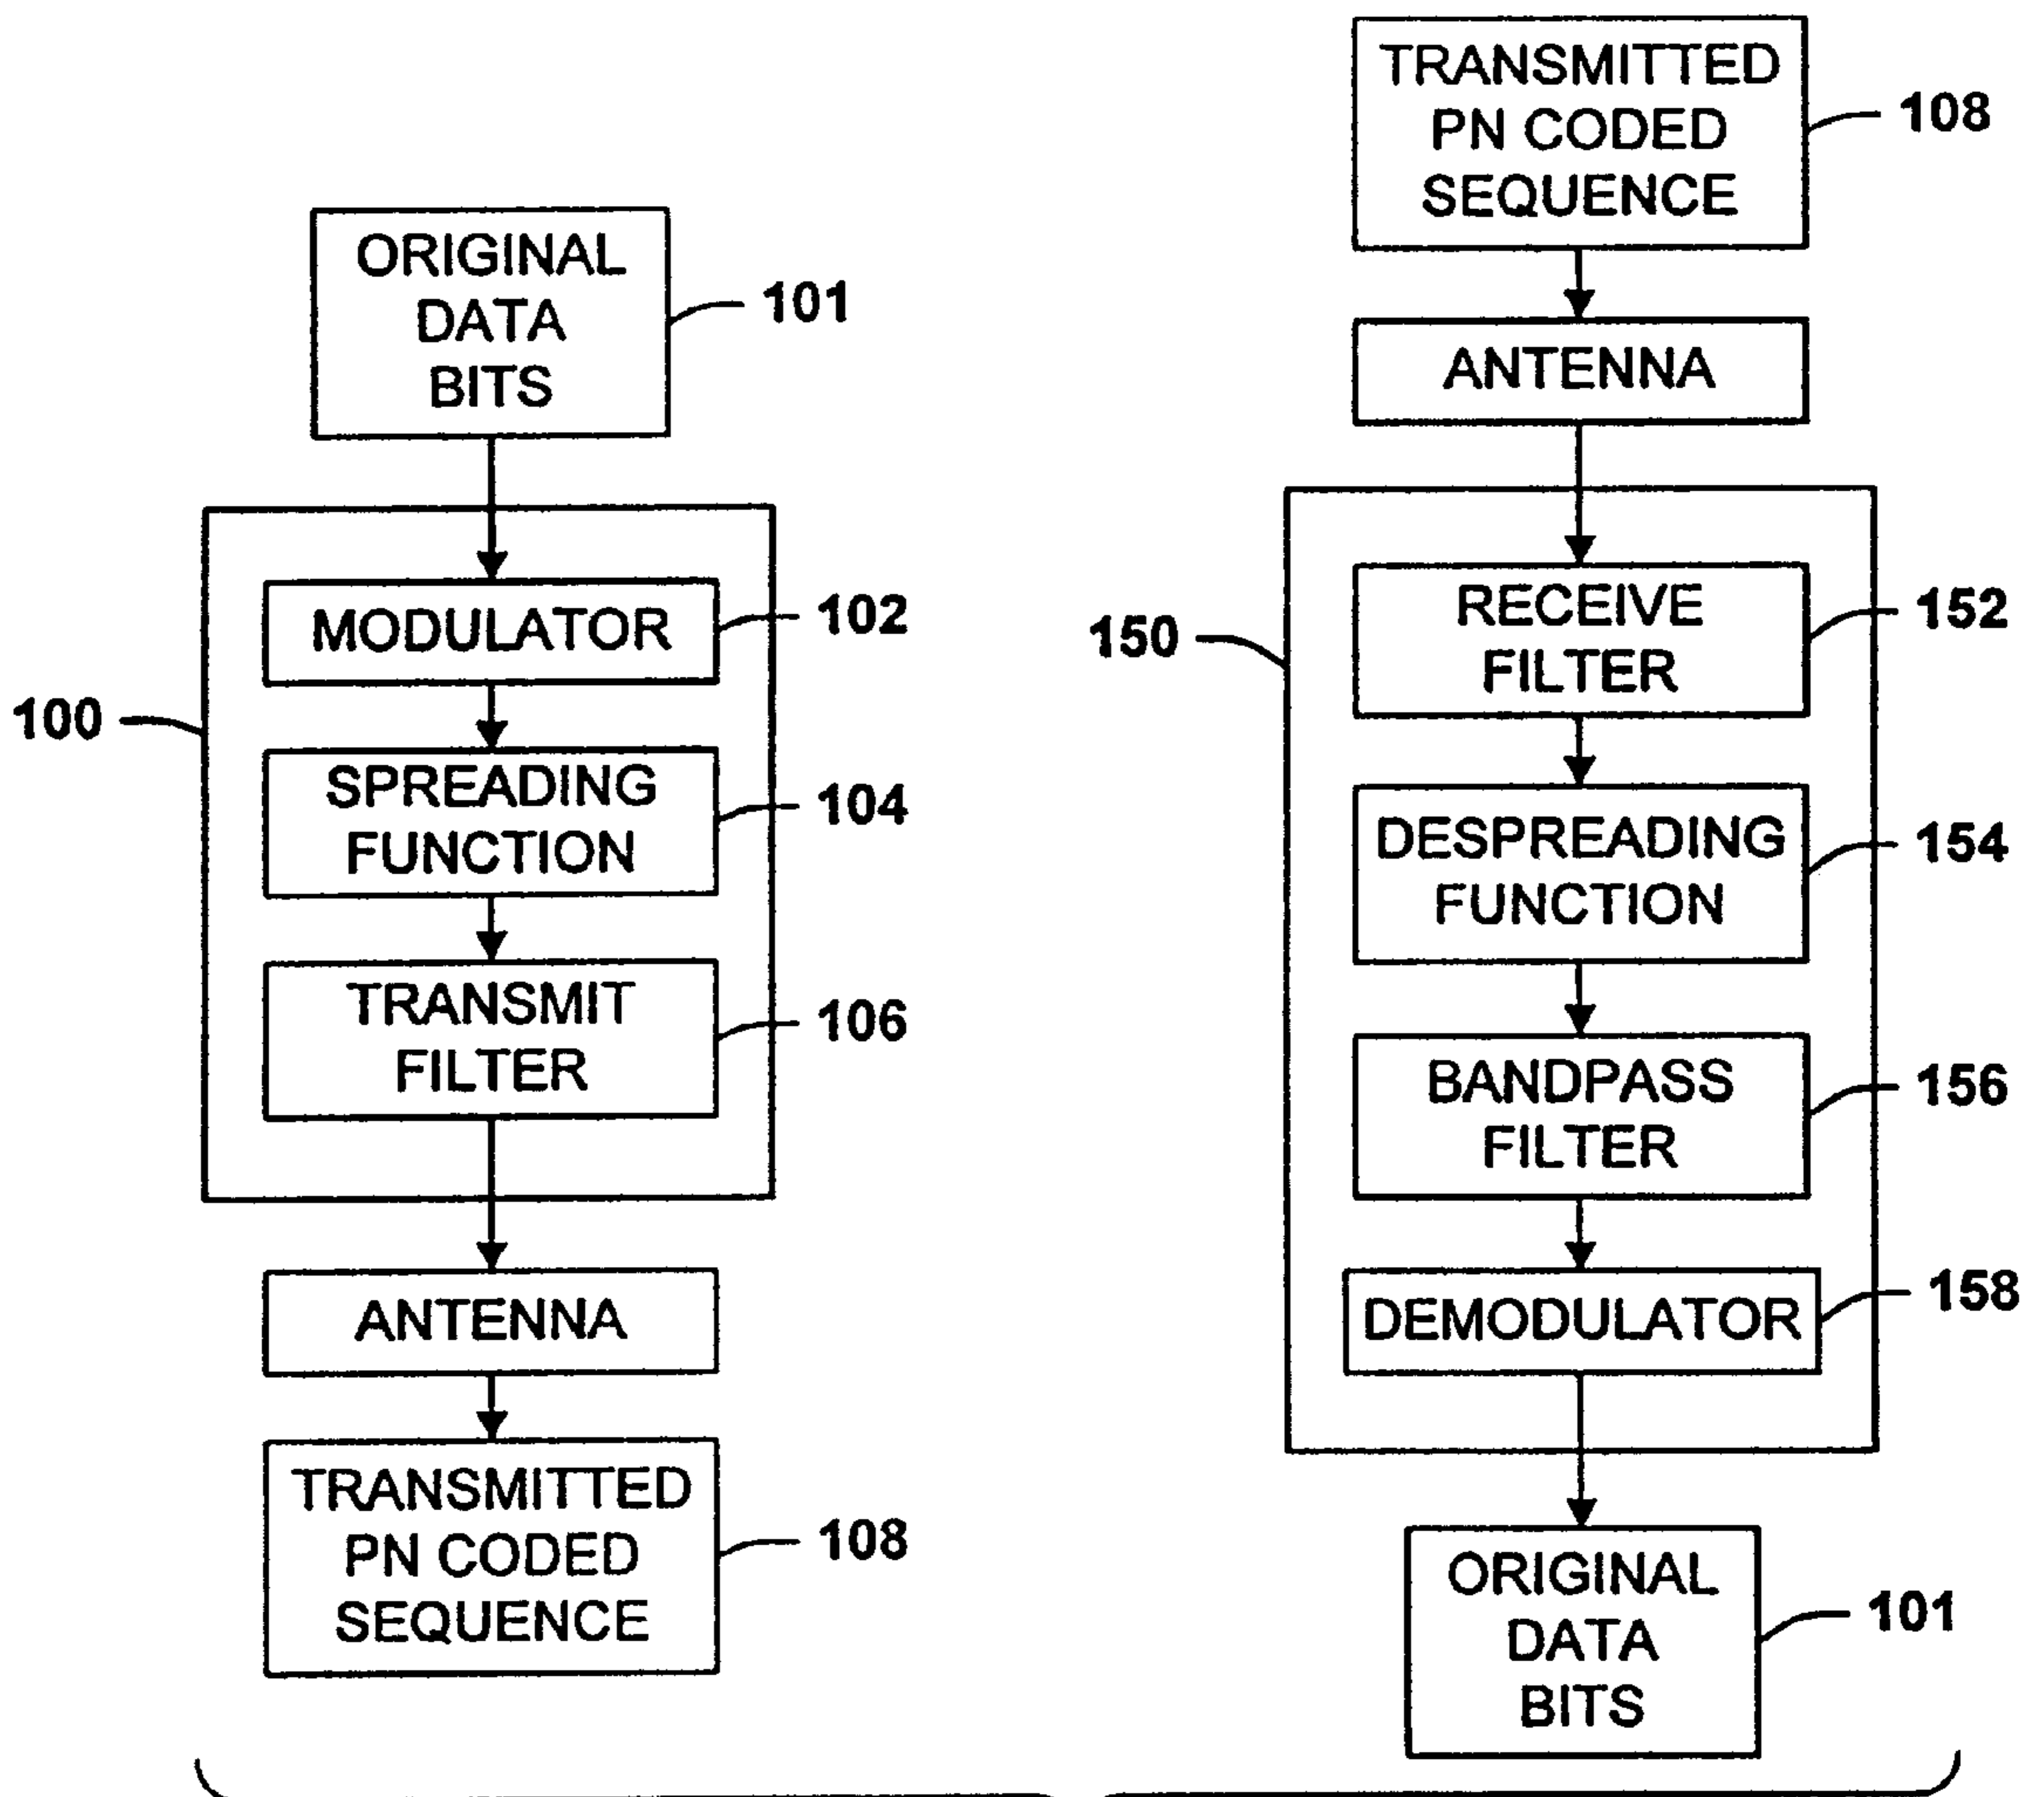 ORIGINAL
DATA
BITS
101
100
MODULATOR
102
SPREADING
FUNCTION
104
TRANSMIT
FILTER
106
ANTENNA
TRANSMITTED
PN CODED
SEQUENCE
108
TRANSMITTED
PN CODED
SEQUENCE
108
ANTENNA
150
RECEIVE
FILTER
152
DESPREADING
FUNCTION
154
BANDPASS
FILTER
156
DEMODULATOR
158
ORIGINAL
DATA
BITS
101